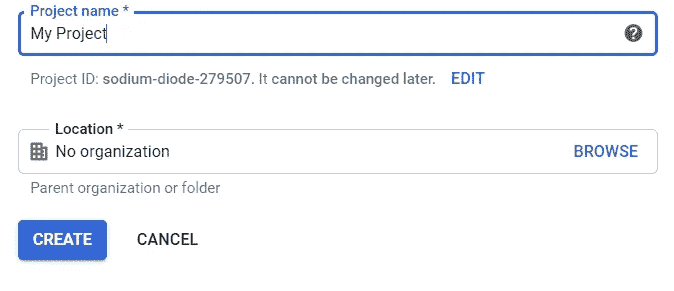 Project name *
My Project
Project ID: sodium-diode-279507. It cannot be changed later. EDIT
Location *
No organization BROWSE
Parent organization or folder
CREATE CANCEL